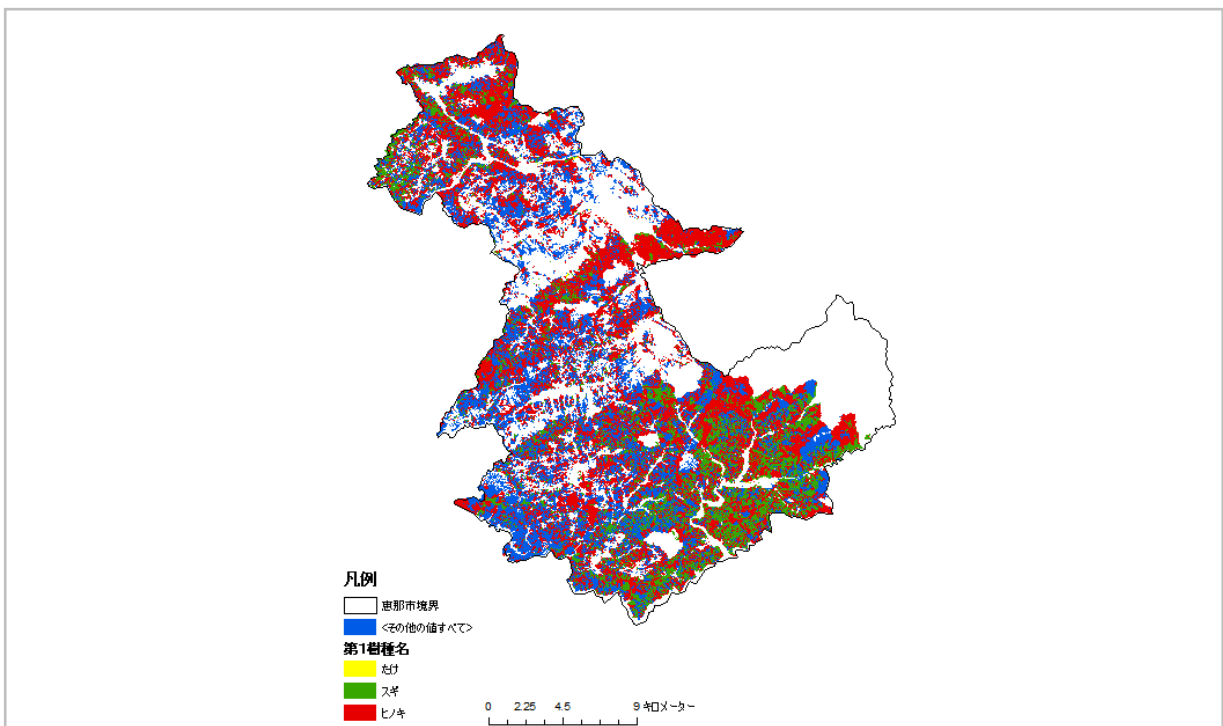 凡例
恵那市境界
<その他の値すべて>
第1樹種名
たけ
スギ
ヒノキ
0 2.25 4.5 9 キロメーター